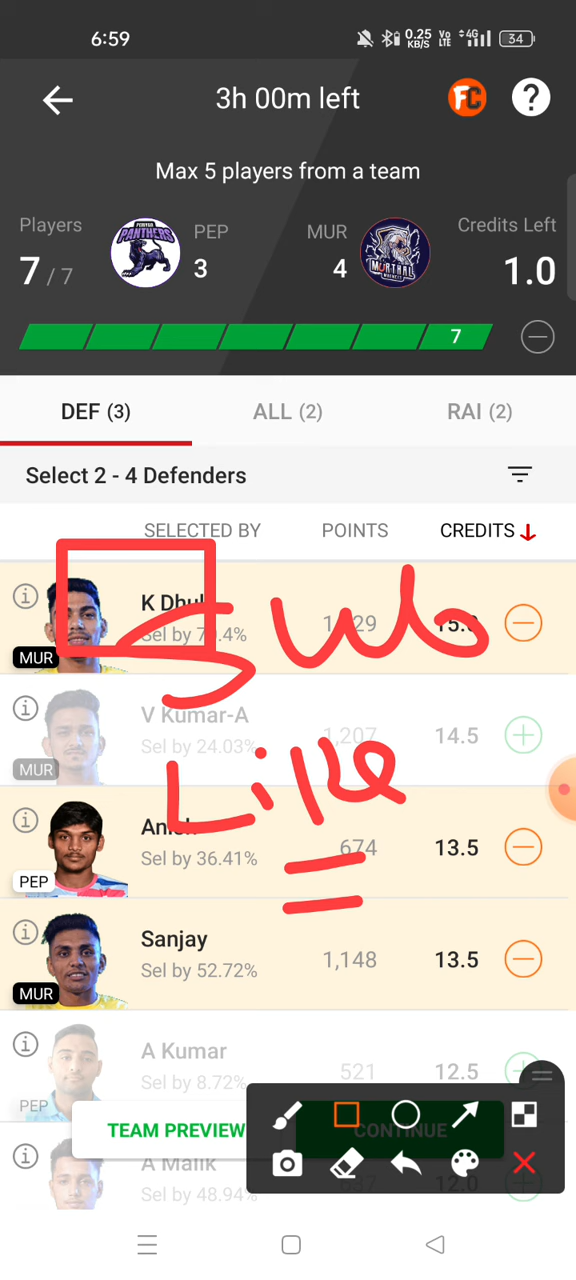 6:59 0.25 KB/S Vo LTE 4G 34
3h 00m left FC ?
Max 5 players from a team
Players PEP MUR Credits Left
PANTHERS MURTHAL
7 / 7 3 4 1.0
7
DEF (3) ALL (2) RAI (2)
Select 2 - 4 Defenders
SELECTED BY POINTS CREDITS
K Dhul
Sel by 4%
MUR
Sub
V Kumar-A
Sel by 24.03% 1,207 14.5
MUR
Like
Sel by 36.41% 674 13.5
PEP
Sanjay
Sel by 52.72% 1,148 13.5
MUR
A Kumar
Sel by 8.72% 521 12.5
PEP
TEAM PREVIEW CONTINUE
A Malik
Sel by 48.94% 12.0